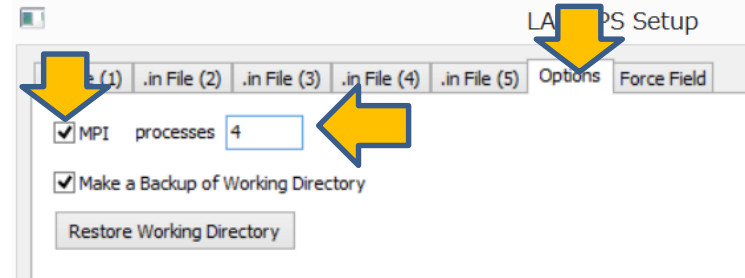 LA PS Setup
e (1) .in File (2) .in File (3) .in File (4) .in File (5) Options Force Field
MPI processes 4
Make a Backup of Working Directory
Restore Working Directory